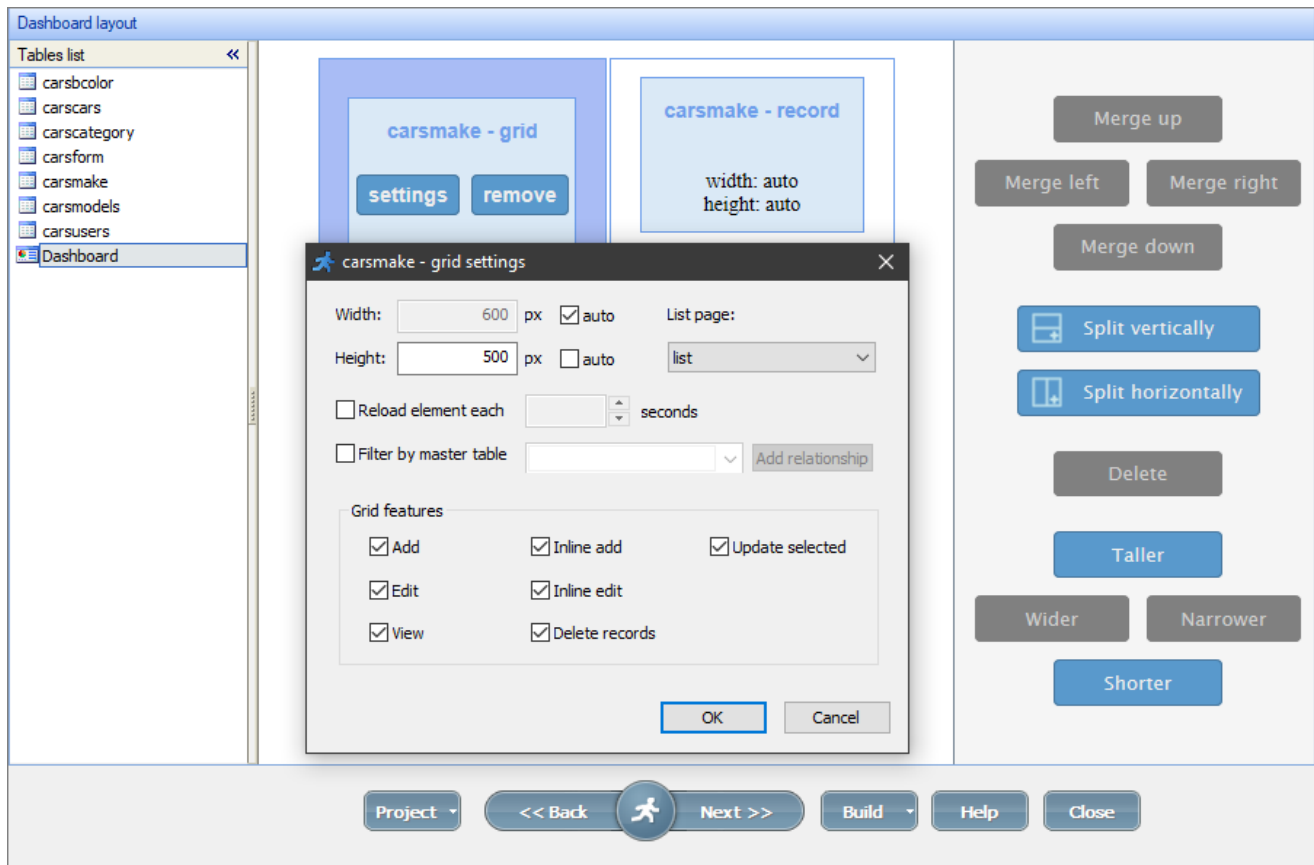 Dashboard layout
Tables list
carsbcolor
carscars
carscategory
carsform
carsmake
carsmodels
carsusers
Dashboard
carsmake - grid
settings
remove
carsmake - record
width: auto
height: auto
carsmake - grid settings
Width: 600 px auto
List page:
Height: 500 px auto
list
Reload element each seconds
Filter by master table Add relationship
Grid features
Add Inline add Update selected
Edit Inline edit
View Delete records
OK Cancel
Merge up
Merge left Merge right
Merge down
Split vertically
Split horizontally
Delete
Taller
Wider Narrower
Shorter
Project << Back Next >> Build Help Close